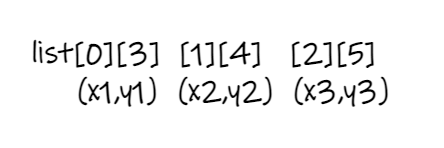 list[0][3] [1][4] [2][5]
(x1,y1) (x2,y2) (x3,y3)